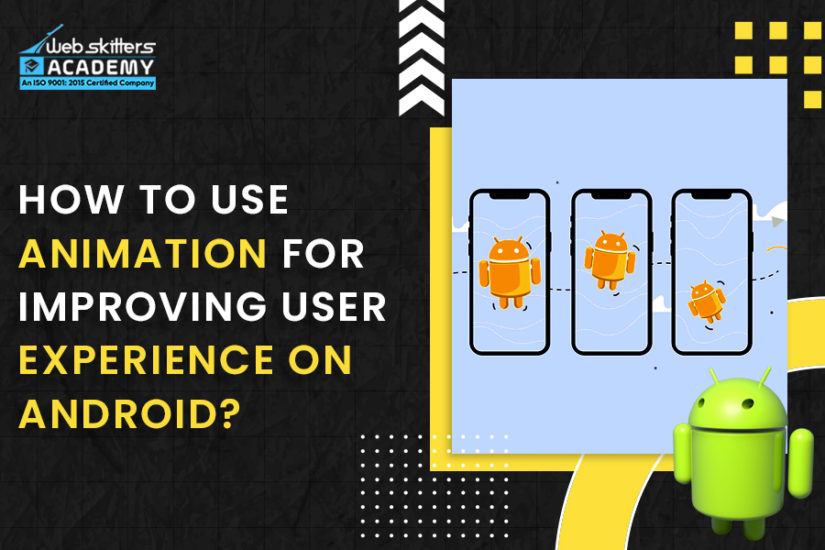 Web Skitters
ACADEMY
An ISO 9001: 2015 Certified Company
HOW TO USE
ANIMATION FOR
IMPROVING USER
EXPERIENCE ON
ANDROID?